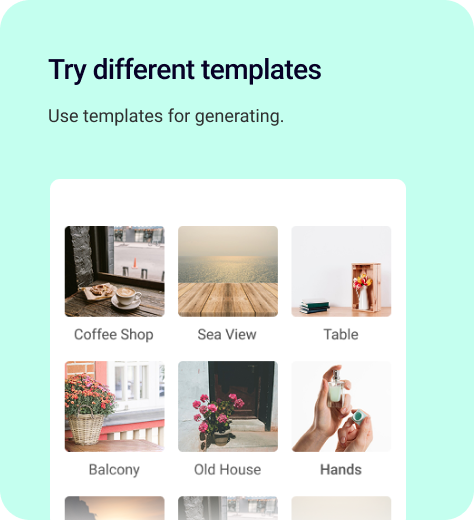 Try different templates
Use templates for generating.
Coffee Shop
Sea View
Table
Balcony
Old House
Hands